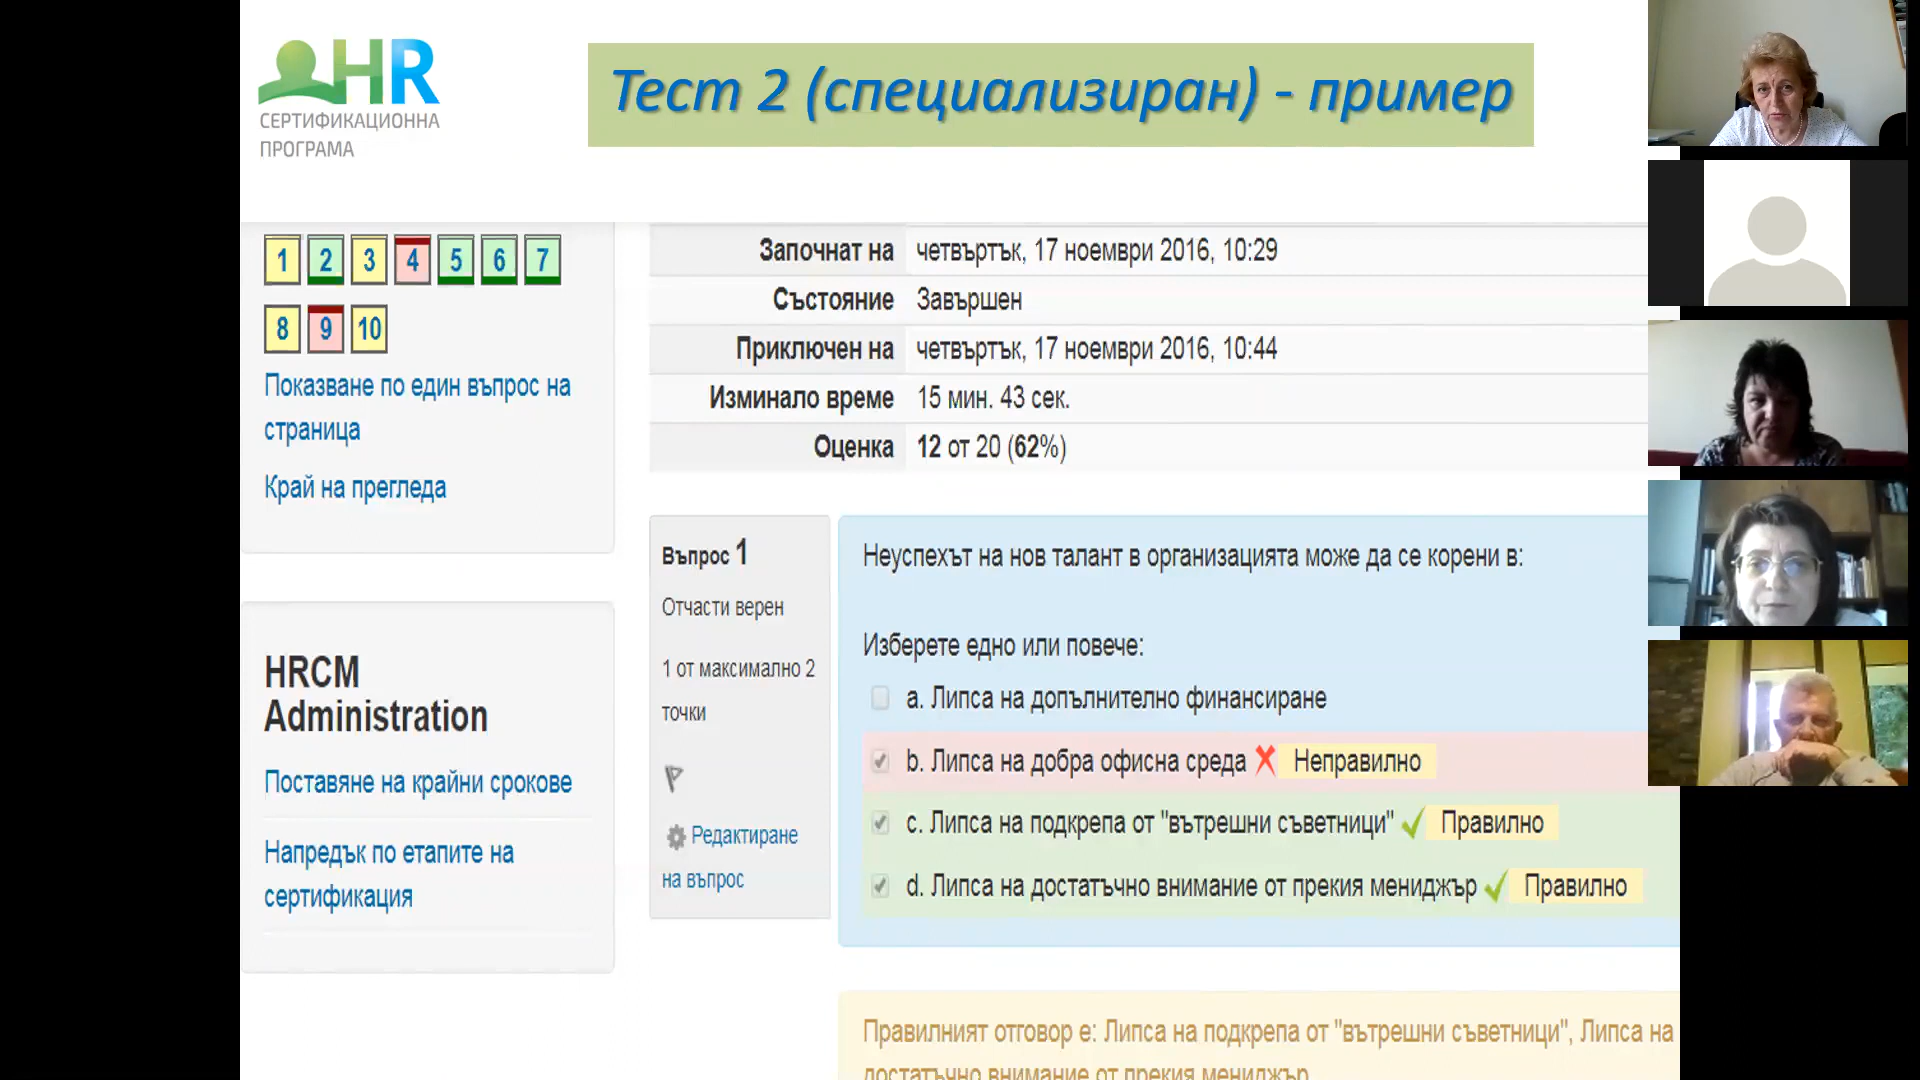 HR
СЕРТИФИКАЦИОННА
ПРОГРАМА
Тест 2 (специализиран) - пример
1 2 3 4 5 6 7
8 9 10
Показване по един въпрос на
страница
Край на прегледа
HRCM
Administration
Поставяне на крайни срокове
Напредък по етапите на
сертификация
Започнат на четвъртък, 17 ноември 2016, 10:29
Състояние Завършен
Приключен на четвъртък, 17 ноември 2016, 10:44
Изминало време 15 мин. 43 сек.
Оценка 12 от 20 (62%)
Въпрос 1
Отчасти верен
1 от максимално 2
точки
Редактиране
на въпрос
Неуспехът на нов талант в организацията може да се корени в:
Изберете едно или повече:
a. Липса на допълнително финансиране
b. Липса на добра офисна среда Неправилно
c. Липса на подкрепа от "вътрешни съветници" Правилно
d. Липса на достатъчно внимание от прекия мениджър Правилно
Правилният отговор е: Липса на подкрепа от "вътрешни съветници", Липса на
достатъчно внимание от прекия мениджър